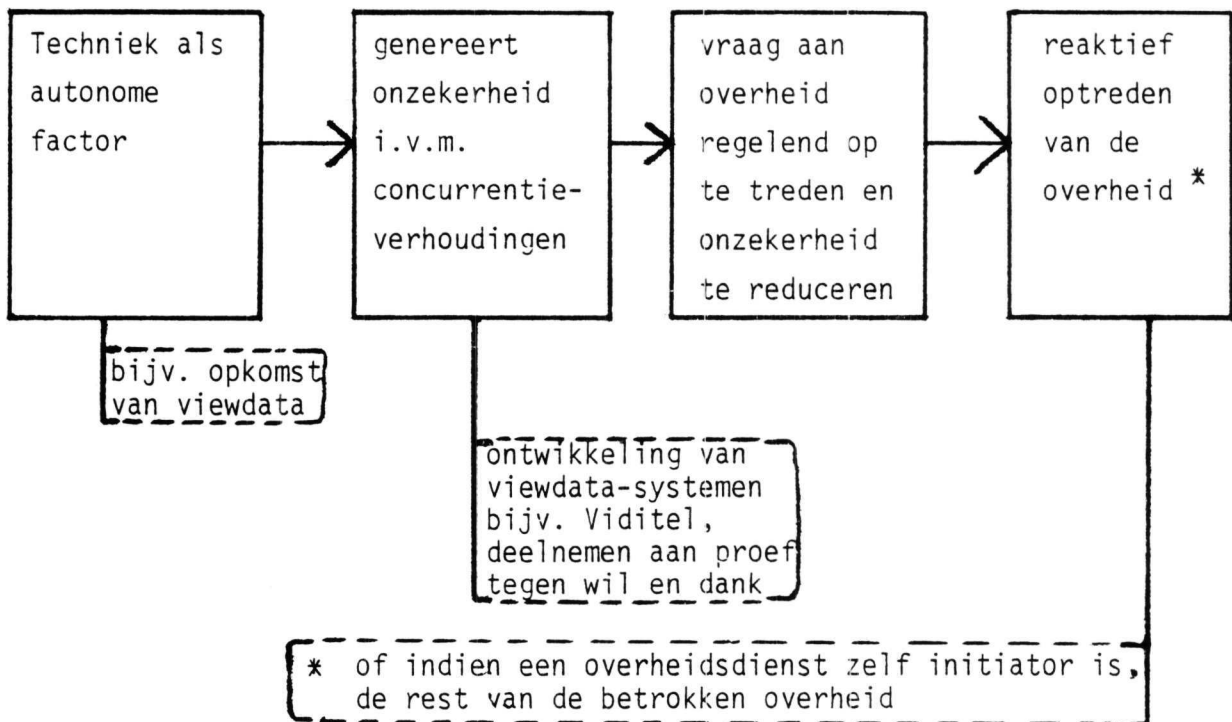 Techniek als
autonome
factor
genereert
onzekerheid
i.v.m.
concurrentie-
verhoudingen
vraag aan
overheid
regelend op
te treden en
onzekerheid
te reduceren
reaktief
optreden
van de
overheid *
bijv. opkomst
van viewdata
ontwikkeling van
viewdata-systemen
bijv. Viditel,
deelnemen aan proef
tegen wil en dank
* of indien een overheidsdienst zelf initiator is,
de rest van de betrokken overheid